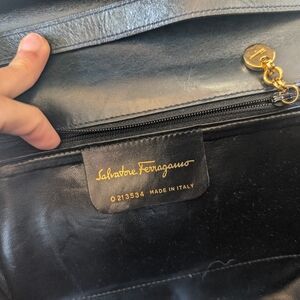 Salvatore Ferragamo
O 213534 MADE IN ITALY